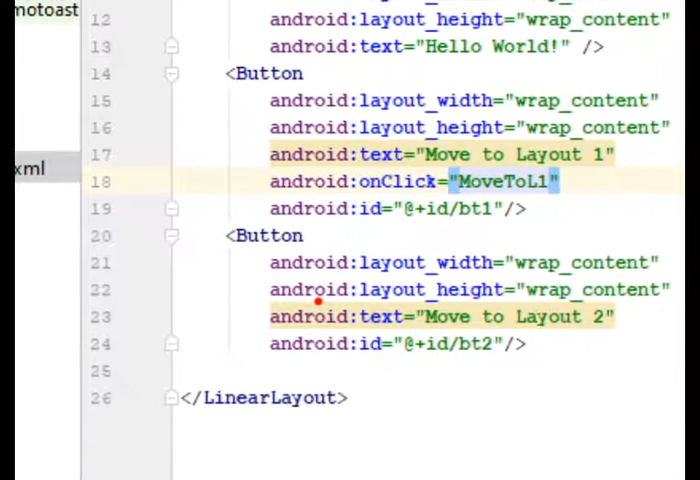 motoast
xml
12 android:layout_height="wrap_content"
13 android:text="Hello World!" />
14 <Button
15 android:layout_width="wrap_content"
16 android:layout_height="wrap_content"
17 android:text="Move to Layout 1"
18 android:onClick="MoveToL1"
19 android:id="@+id/bt1"/>
20 <Button
21 android:layout_width="wrap_content"
22 android:layout_height="wrap_content"
23 android:text="Move to Layout 2"
24 android:id="@+id/bt2"/>
25
26 </LinearLayout>